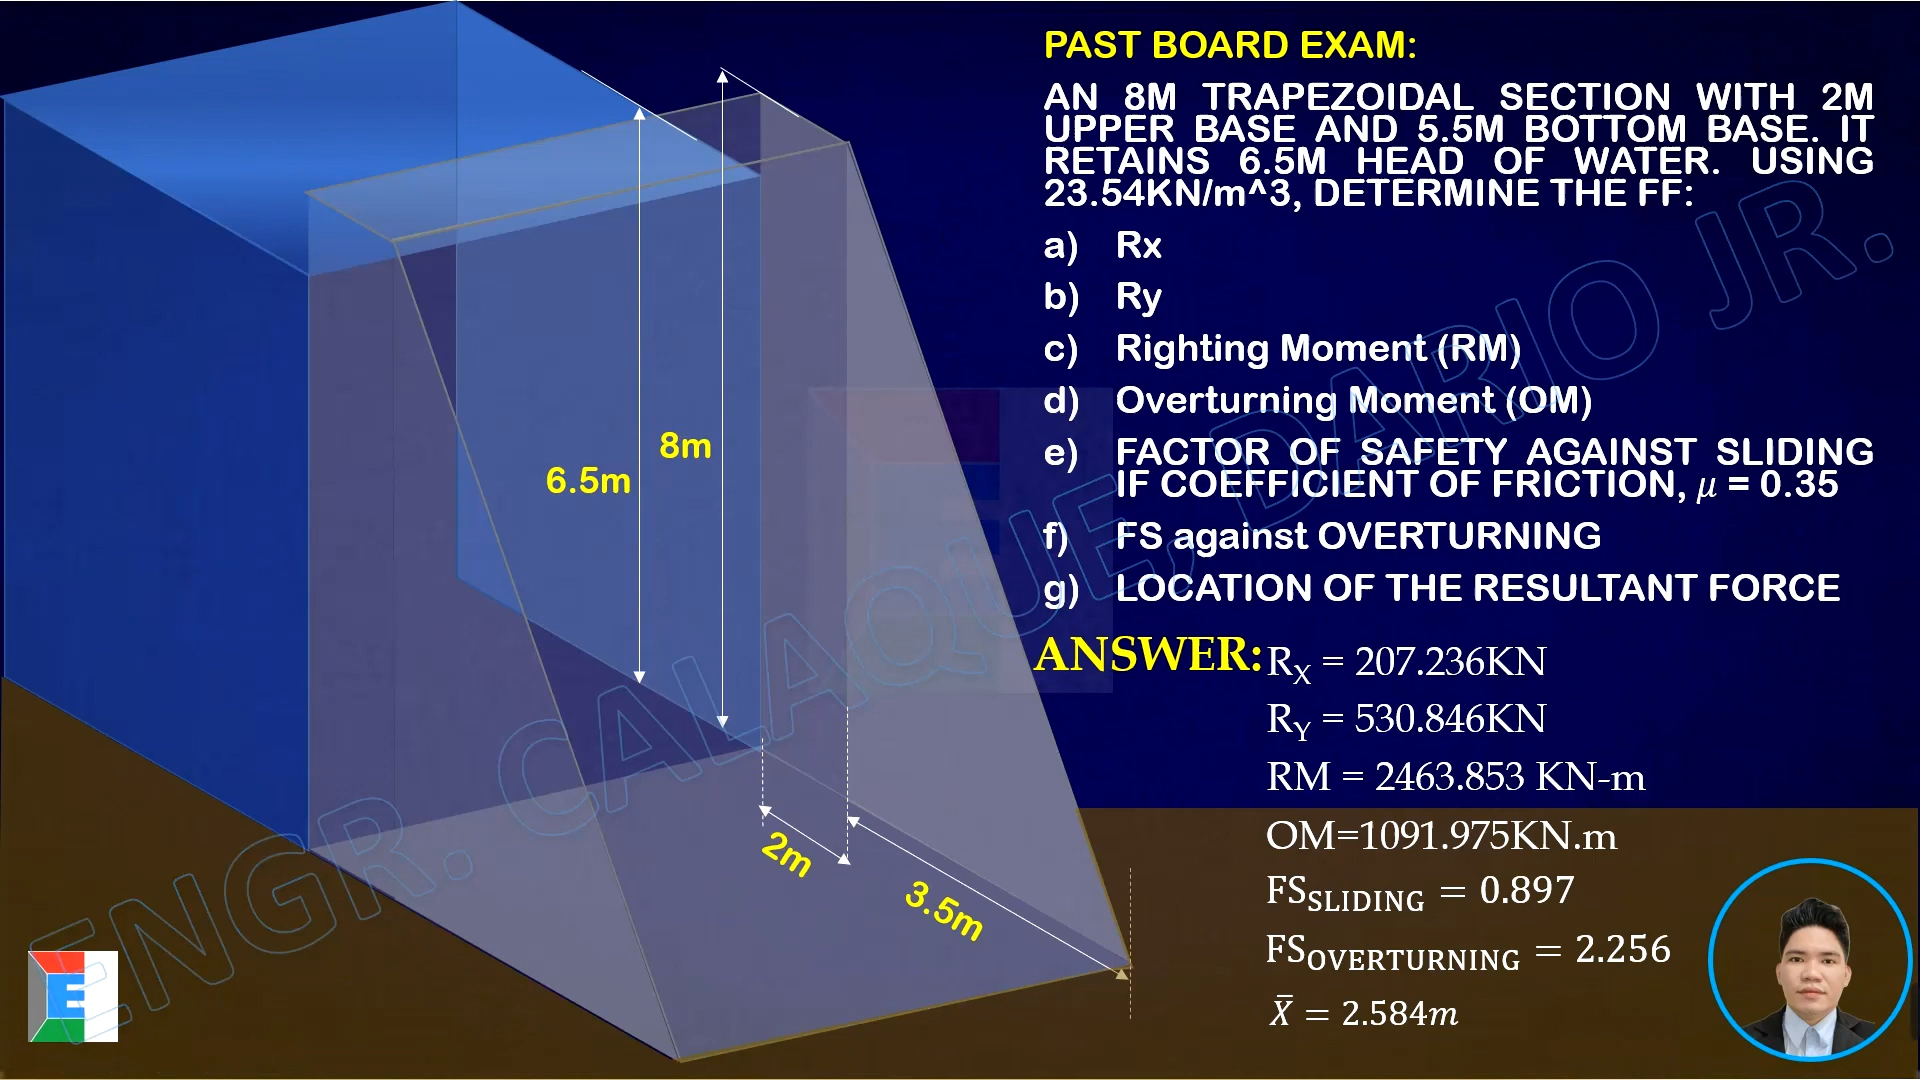 PAST BOARD EXAM:
AN 8M TRAPEZOIDAL SECTION WITH 2M
UPPER BASE AND 5.5M BOTTOM BASE. IT
RETAINS 6.5M HEAD OF WATER. USING
23.54KN/m^3, DETERMINE THE FF:
a) Rx
b) Ry
c) Righting Moment (RM)
d) Overturning Moment (OM)
e) FACTOR OF SAFETY AGAINST SLIDING
IF COEFFICIENT OF FRICTION, μ = 0.35
f) FS against OVERTURNING
g) LOCATION OF THE RESULTANT FORCE
ANSWER: R_X = 207.236KN
R_Y = 530.846KN
RM = 2463.853 KN-m
OM=1091.975KN.m
FS_SLIDING = 0.897
FS_OVERTURNING = 2.256
X̄ = 2.584m
8m
6.5m
2m
3.5m
ENGR. CALAQUE, DARIO JR.
E